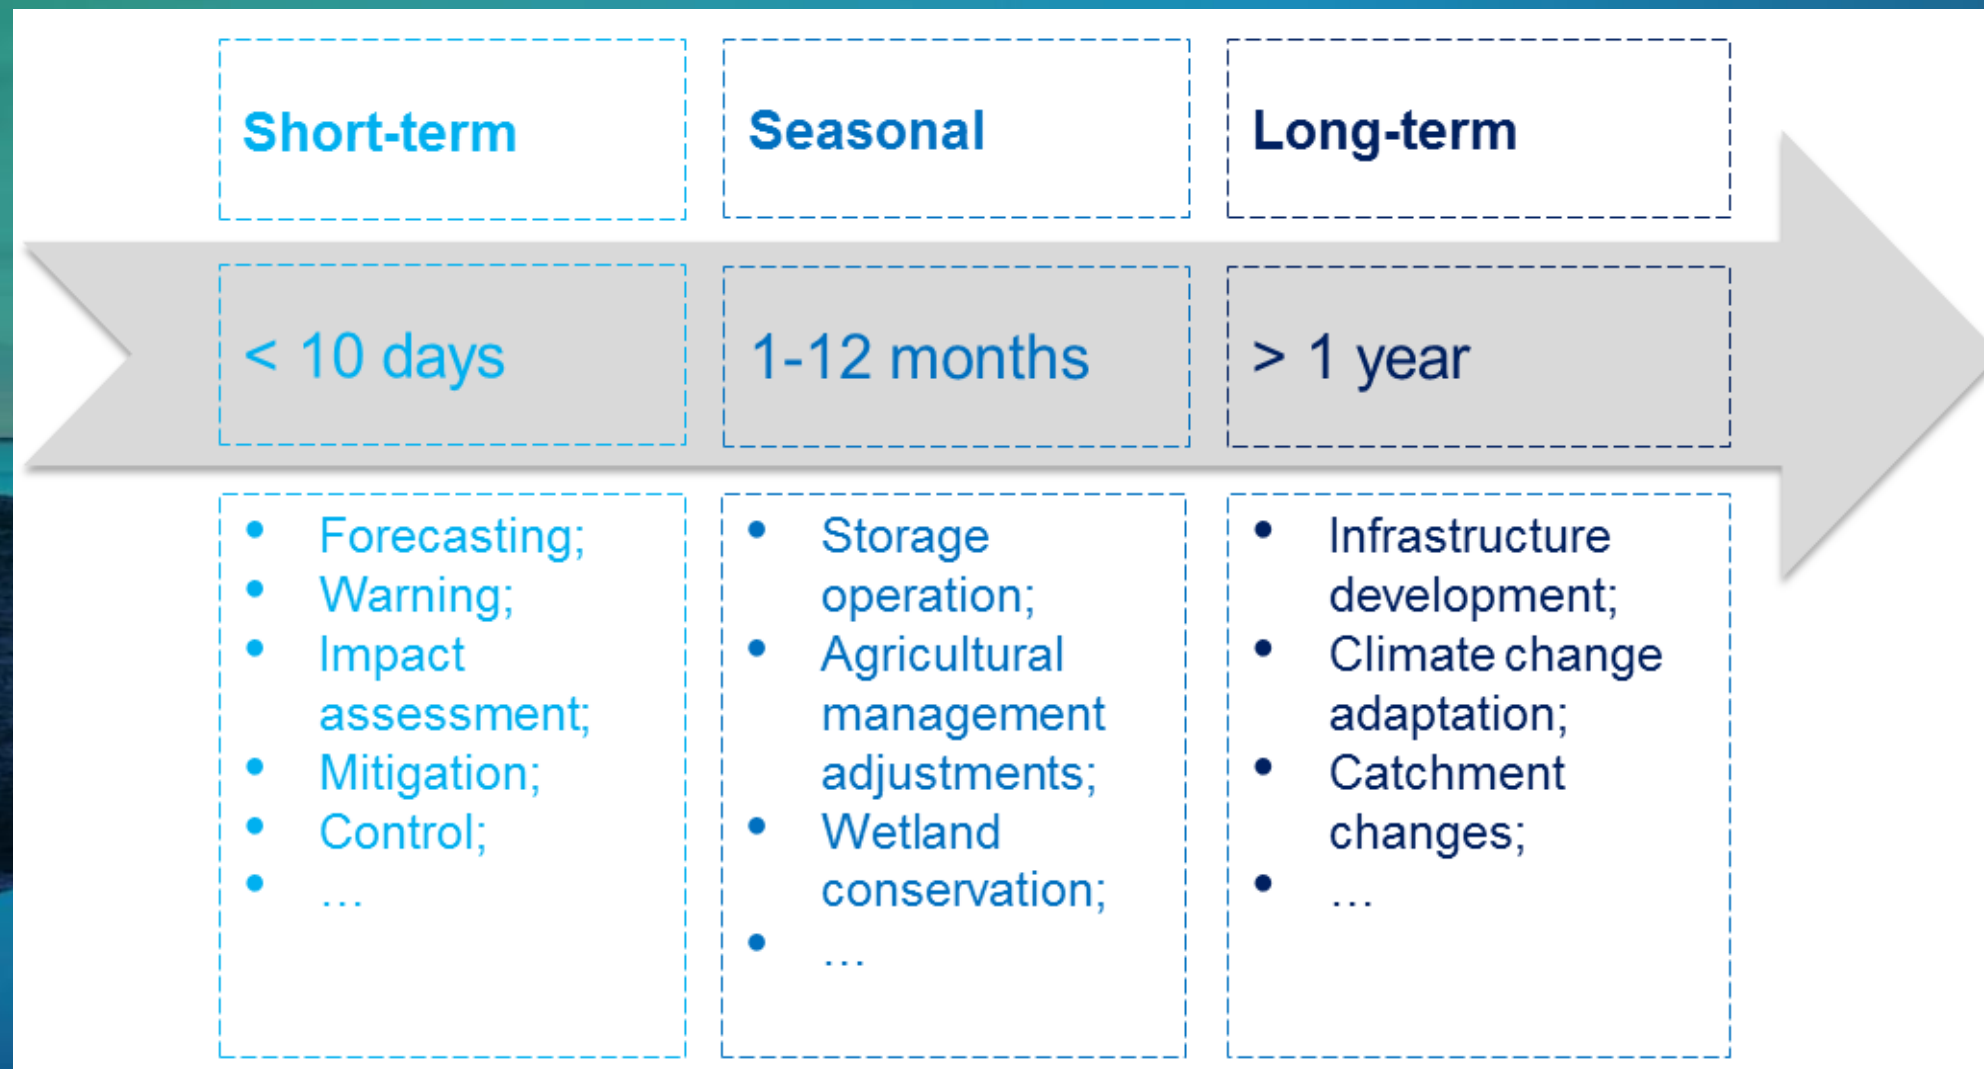 Short-term
Seasonal
Long-term
< 10 days
1-12 months
> 1 year
• Forecasting;
• Warning;
• Impact
assessment;
• Mitigation;
• Control;
• ...
• Storage
operation;
• Agricultural
management
adjustments;
• Wetland
conservation;
• ...
• Infrastructure
development;
• Climate change
adaptation;
• Catchment
changes;
• ...